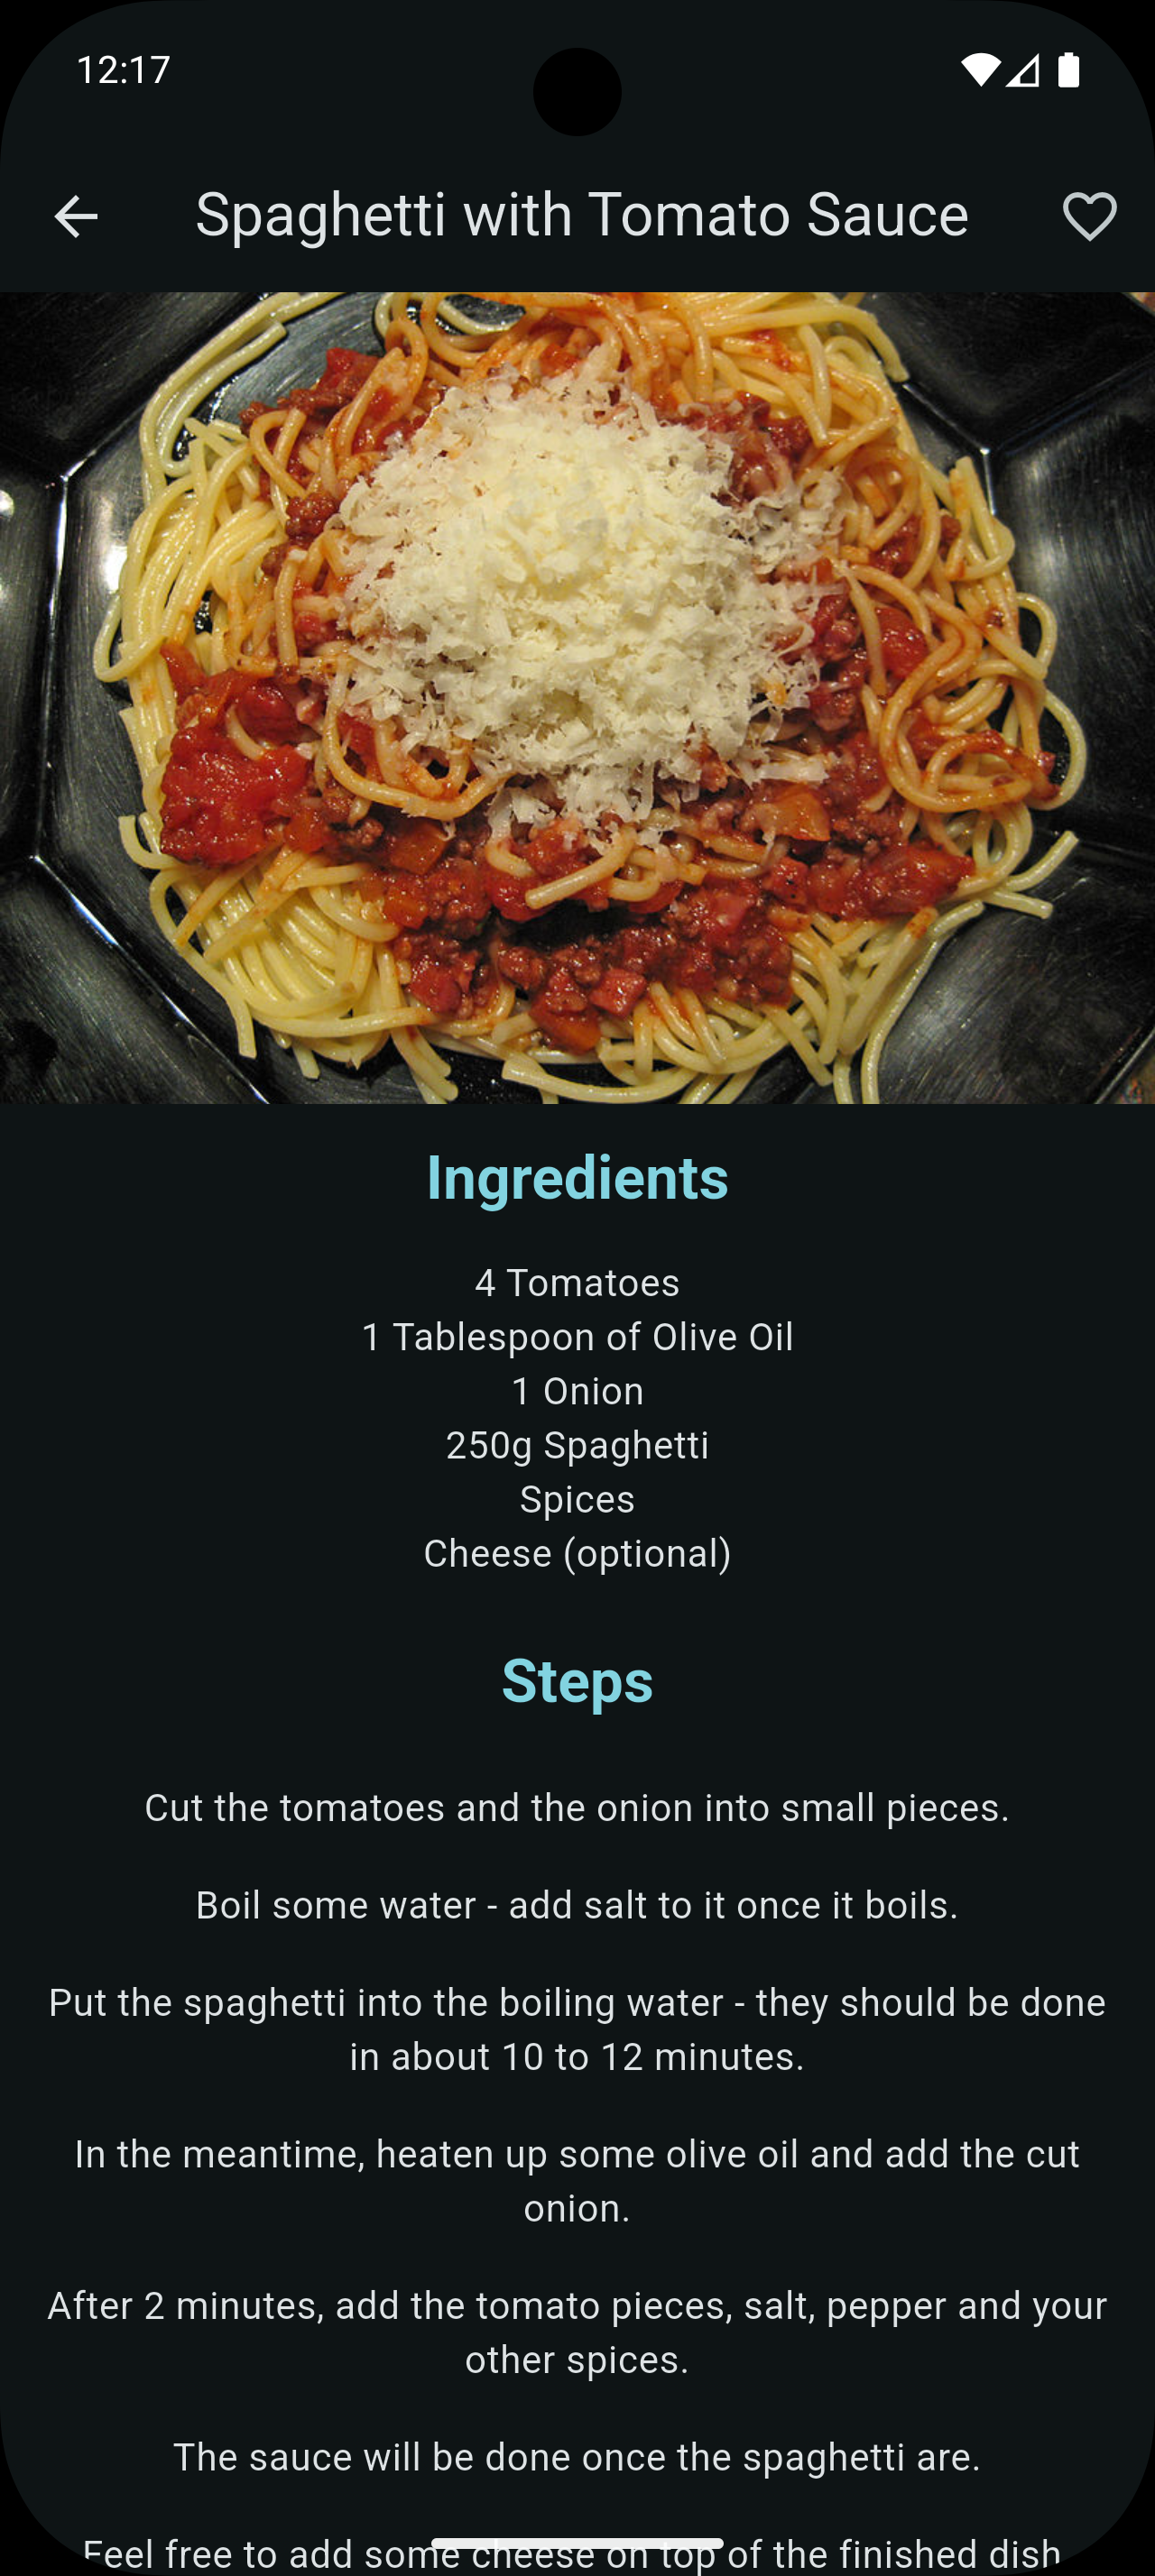 12:17
Spaghetti with Tomato Sauce
Ingredients
4 Tomatoes
1 Tablespoon of Olive Oil
1 Onion
250g Spaghetti
Spices
Cheese (optional)
Steps
Cut the tomatoes and the onion into small pieces.
Boil some water - add salt to it once it boils.
Put the spaghetti into the boiling water - they should be done
in about 10 to 12 minutes.
In the meantime, heaten up some olive oil and add the cut
onion.
After 2 minutes, add the tomato pieces, salt, pepper and your
other spices.
The sauce will be done once the spaghetti are.
Feel free to add some cheese on top of the finished dish